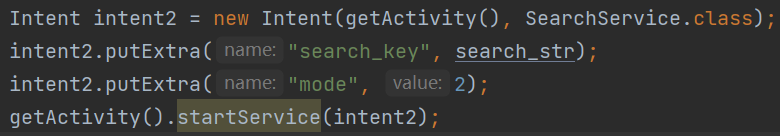 Intent intent2 = new Intent(getActivity(), SearchService.class);
intent2.putExtra( name: "search_key", search_str);
intent2.putExtra( name: "mode", value: 2);
getActivity().startService(intent2);